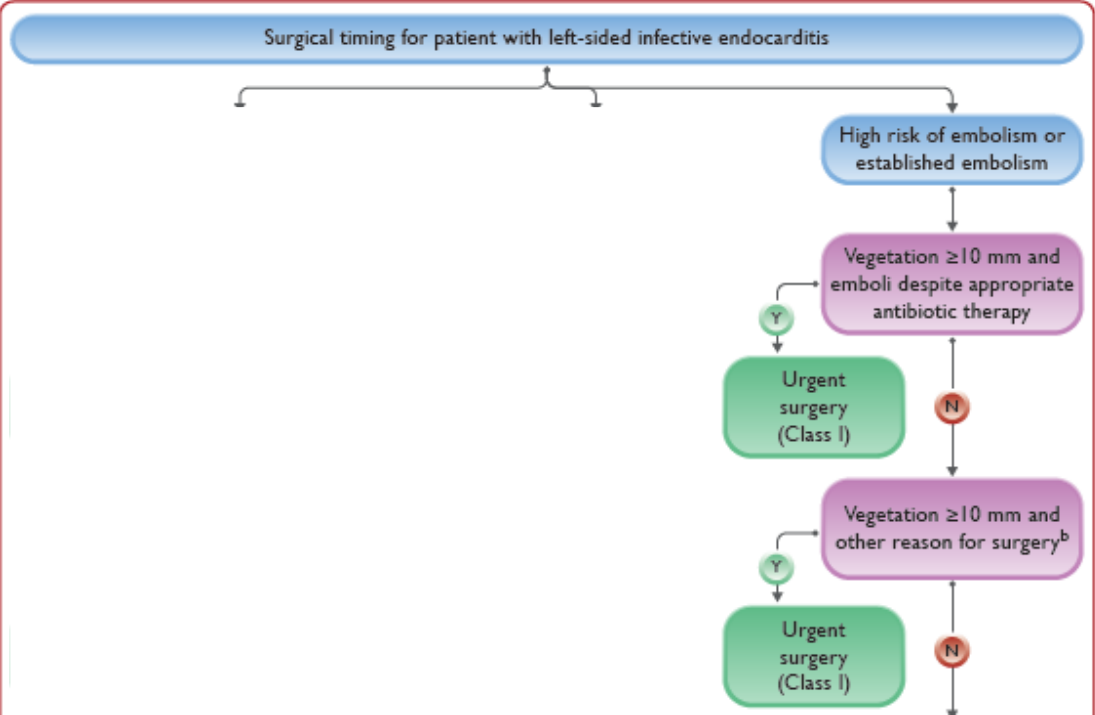 Surgical timing for patient with left-sided infective endocarditis
High risk of embolism or
established embolism
Vegetation ≥10 mm and
emboli despite appropriate
antibiotic therapy
Y
Urgent
surgery
(Class I)
N
Vegetation ≥10 mm and
other reason for surgeryᵇ
Y
Urgent
surgery
(Class I)
N